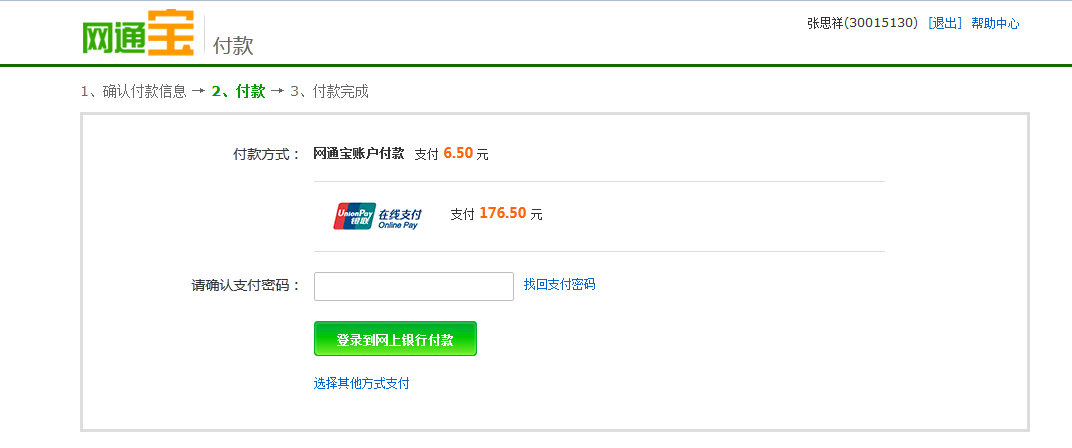 网通宝 付款
张思祥(30015130) [退出] 帮助中心
1、确认付款信息 → 2、付款 → 3、付款完成
付款方式： 网通宝账户付款 支付 6.50 元
UnionPay 银联 在线支付 Online Pay 支付 176.50 元
请确认支付密码： 找回支付密码
登录到网上银行付款
选择其他方式支付